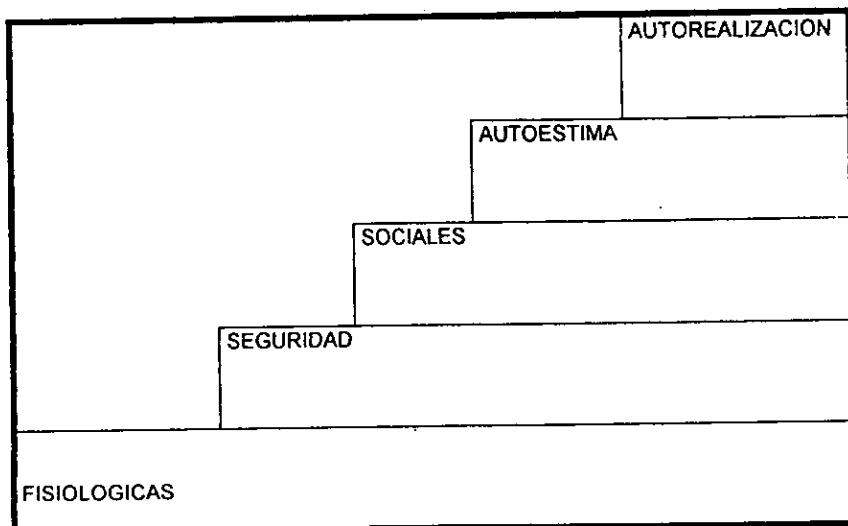 AUTOREALIZACION
AUTOESTIMA
SOCIALES
SEGURIDAD
FISIOLOGICAS